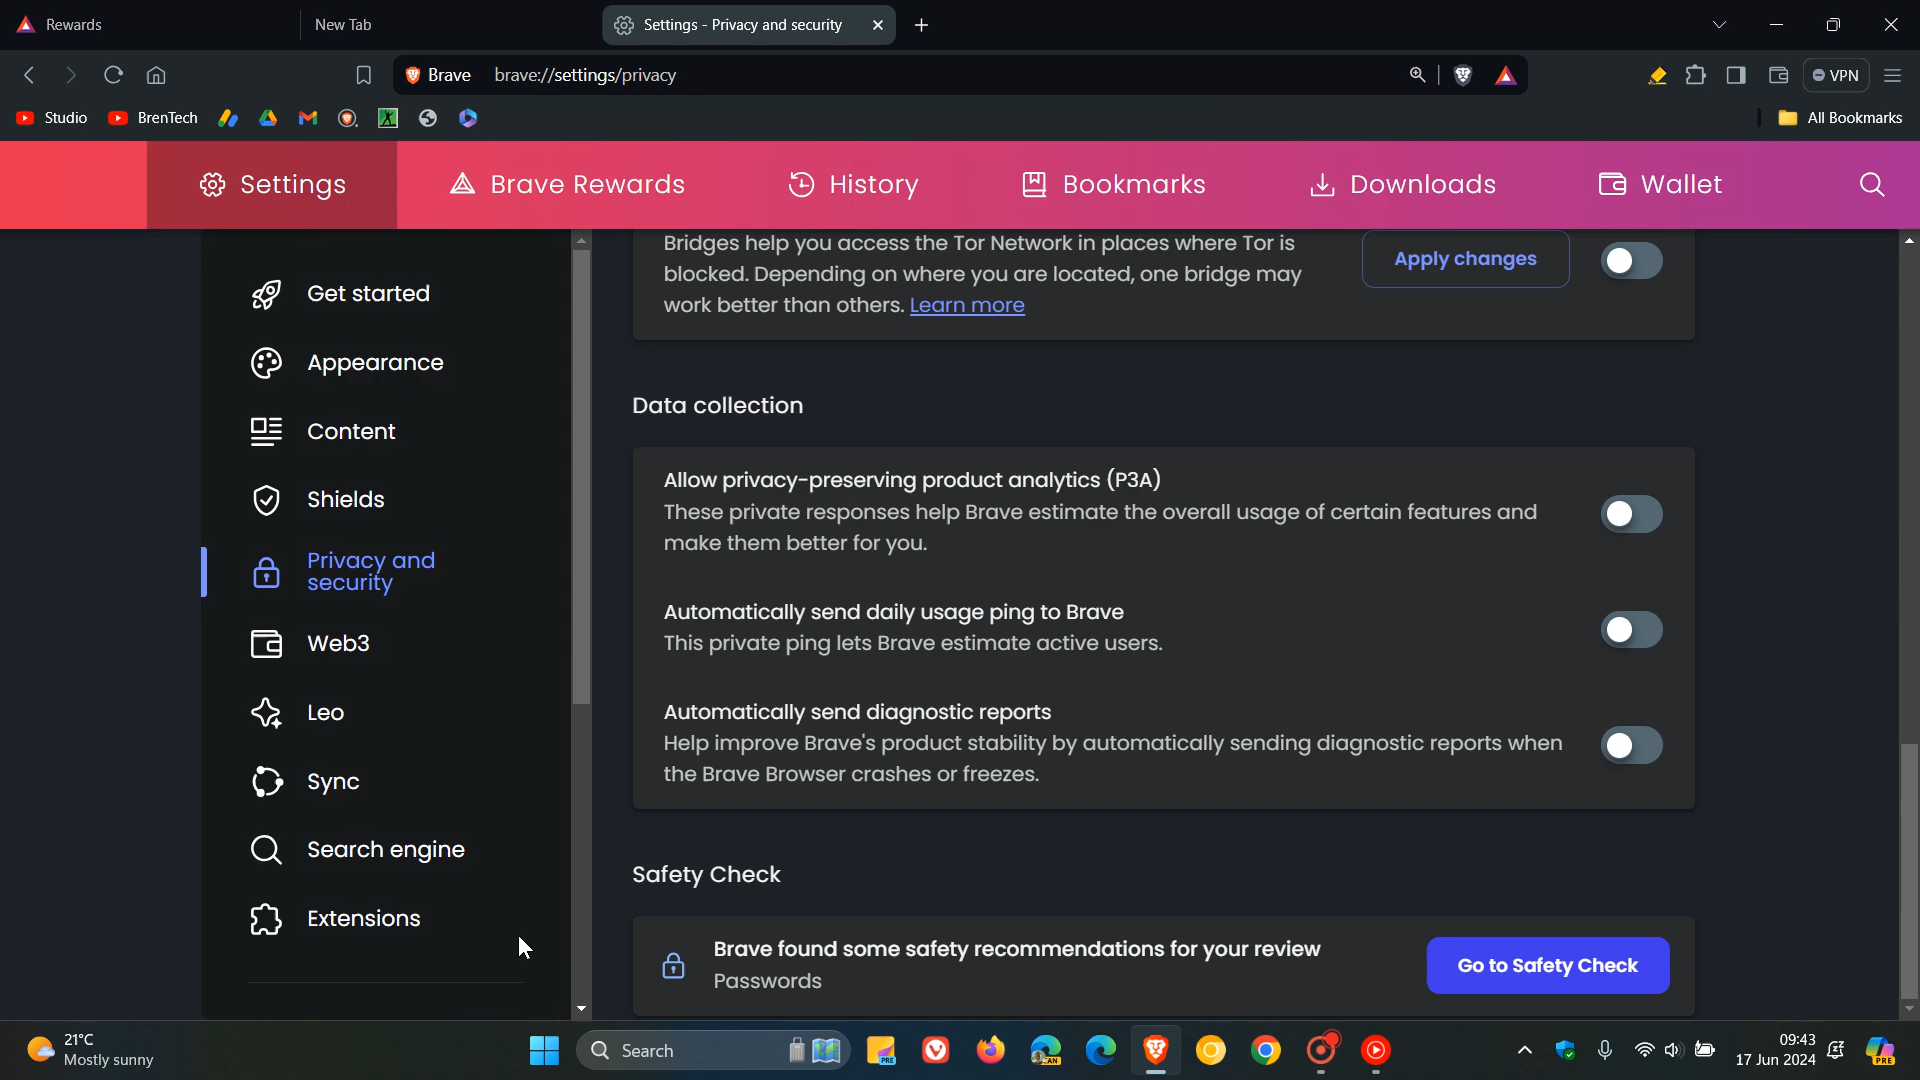 Rewards
New Tab
Settings - Privacy and security
Brave
brave://settings/privacy
VPN
Studio
BrenTech
All Bookmarks
Settings
Brave Rewards
History
Bookmarks
Downloads
Wallet
Get started
Appearance
Content
Shields
Privacy and
security
Web3
Leo
Sync
Search engine
Extensions
Bridges help you access the Tor Network in places where Tor is
blocked. Depending on where you are located, one bridge may
work better than others. Learn more
Apply changes
Data collection
Allow privacy-preserving product analytics (P3A)
These private responses help Brave estimate the overall usage of certain features and
make them better for you.
Automatically send daily usage ping to Brave
This private ping lets Brave estimate active users.
Automatically send diagnostic reports
Help improve Brave's product stability by automatically sending diagnostic reports when
the Brave Browser crashes or freezes.
Safety Check
Brave found some safety recommendations for your review
Passwords
Go to Safety Check
21°C
Mostly sunny
Search
PRE
CAN
09:43
17 Jun 2024
PRE